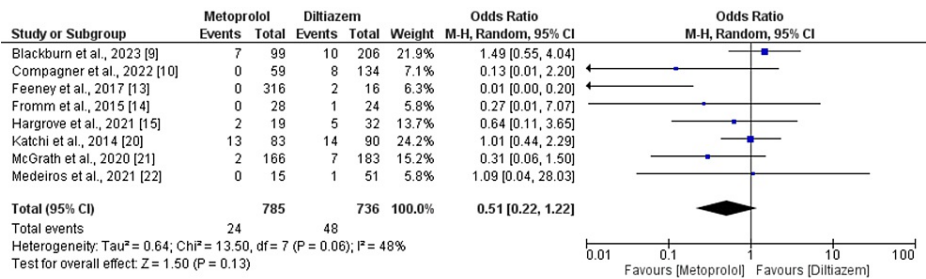 Metoprolol Diltiazem Odds Ratio Odds Ratio
Study or Subgroup Events Total Events Total Weight M-H, Random, 95% CI M-H, Random, 95% CI
Blackburn et al., 2023 [9] 7 99 10 206 21.9% 1.49 [0.55, 4.04]
Compagner et al., 2022 [10] 0 59 8 134 7.1% 0.13 [0.01, 2.20]
Feeney et al., 2017 [13] 0 316 2 16 6.3% 0.01 [0.00, 0.20]
Fromm et al., 2015 [14] 0 28 1 24 5.8% 0.27 [0.01, 7.07]
Hargrove et al., 2021 [15] 2 19 5 32 13.7% 0.64 [0.11, 3.65]
Katchi et al., 2014 [20] 13 83 14 90 24.2% 1.01 [0.44, 2.29]
McGrath et al., 2020 [21] 2 166 7 183 15.2% 0.31 [0.06, 1.50]
Medeiros et al., 2021 [22] 0 15 1 51 5.8% 1.09 [0.04, 28.03]
Total (95% CI) 785 736 100.0% 0.51 [0.22, 1.22]
Total events 24 48
Heterogeneity: Tau² = 0.64; Chi² = 13.50, df = 7 (P = 0.06); I² = 48%
Test for overall effect: Z = 1.50 (P = 0.13)
0.01 0.1 1 10 100
Favours [Metoprolol] Favours [Diltiazem]